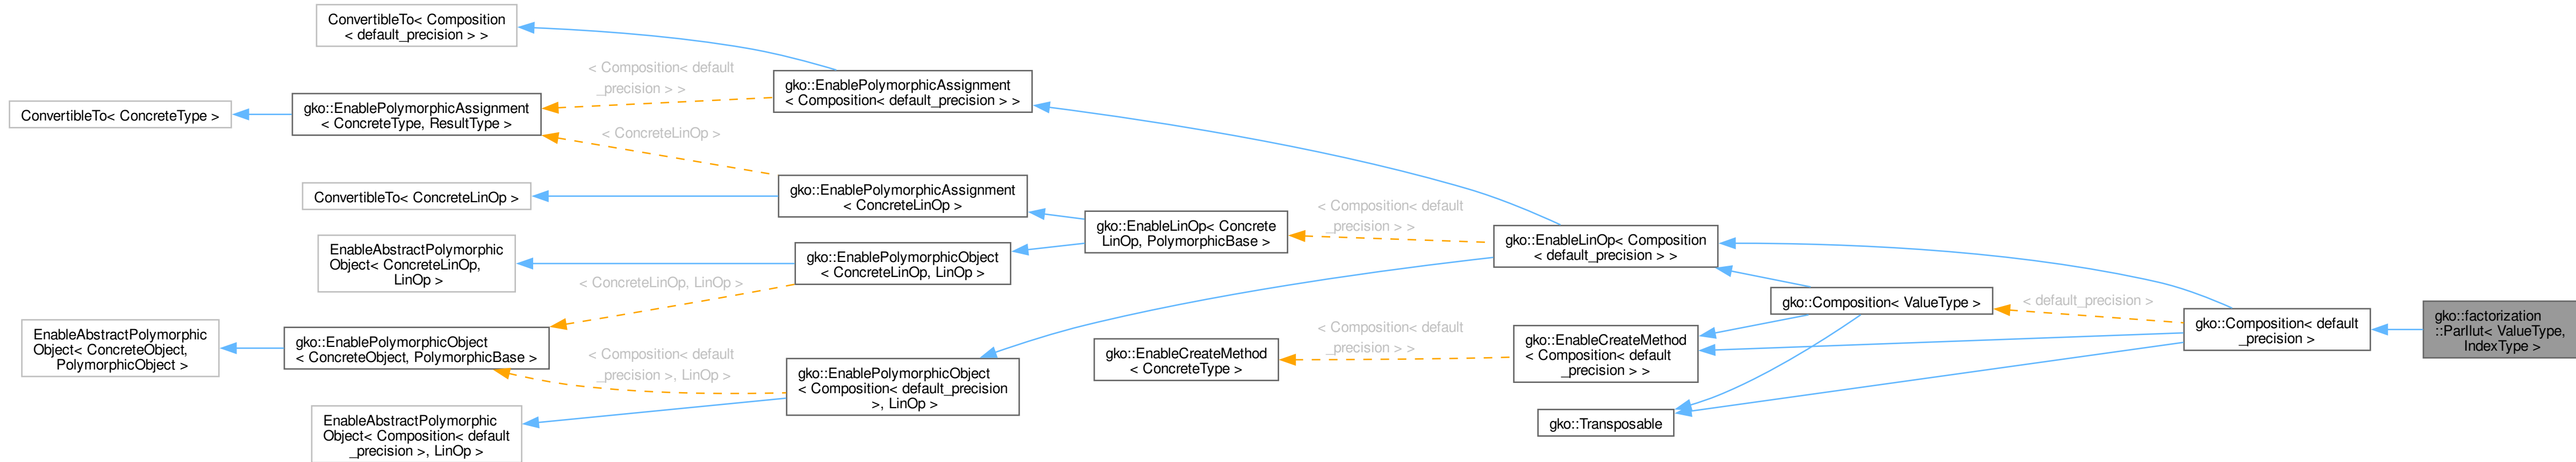 ConvertibleTo< Composition
< default_precision > >
ConvertibleTo< ConcreteType >
gko::EnablePolymorphicAssignment
< ConcreteType, ResultType >
< Composition< default
_precision > >
gko::EnablePolymorphicAssignment
< Composition< default_precision > >
< ConcreteLinOp >
ConvertibleTo< ConcreteLinOp >
gko::EnablePolymorphicAssignment
< ConcreteLinOp >
EnableAbstractPolymorphic
Object< ConcreteLinOp,
LinOp >
gko::EnablePolymorphicObject
< ConcreteLinOp, LinOp >
gko::EnableLinOp< Concrete
LinOp, PolymorphicBase >
< Composition< default
_precision > >
gko::EnableLinOp< Composition
< default_precision > >
< ConcreteLinOp, LinOp >
EnableAbstractPolymorphic
Object< ConcreteObject,
PolymorphicObject >
gko::EnablePolymorphicObject
< ConcreteObject, PolymorphicBase >
< Composition< default
_precision >, LinOp >
gko::EnablePolymorphicObject
< Composition< default_precision
>, LinOp >
EnableAbstractPolymorphic
Object< Composition< default
_precision >, LinOp >
gko::EnableCreateMethod
< ConcreteType >
< Composition< default
_precision > >
gko::EnableCreateMethod
< Composition< default
_precision > >
gko::Transposable
gko::Composition< ValueType >
< default_precision >
gko::Composition< default
_precision >
gko::factorization
::ParIlut< ValueType,
IndexType >